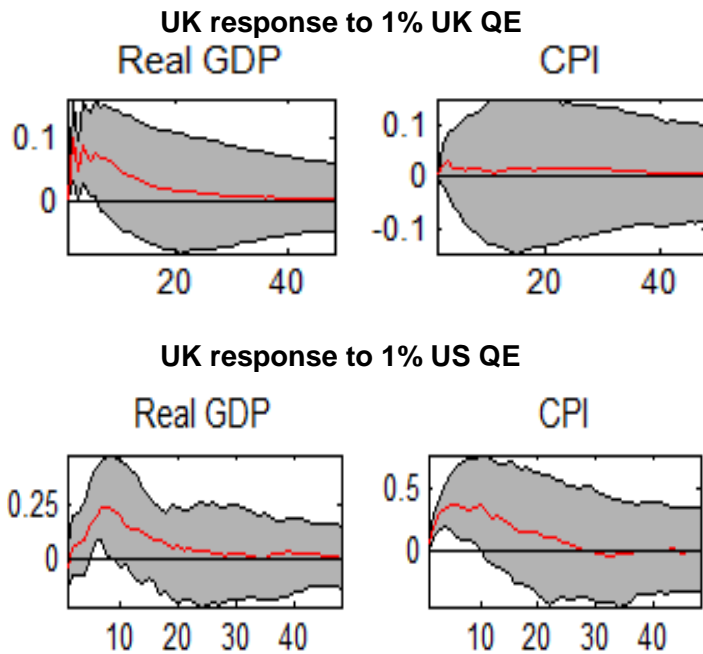 UK response to 1% UK QE
Real GDP CPI
0.1 0.1
0 0
-0.1
20 40 20 40
UK response to 1% US QE
Real GDP CPI
0.25 0.5
0 0
10 20 30 40 10 20 30 40